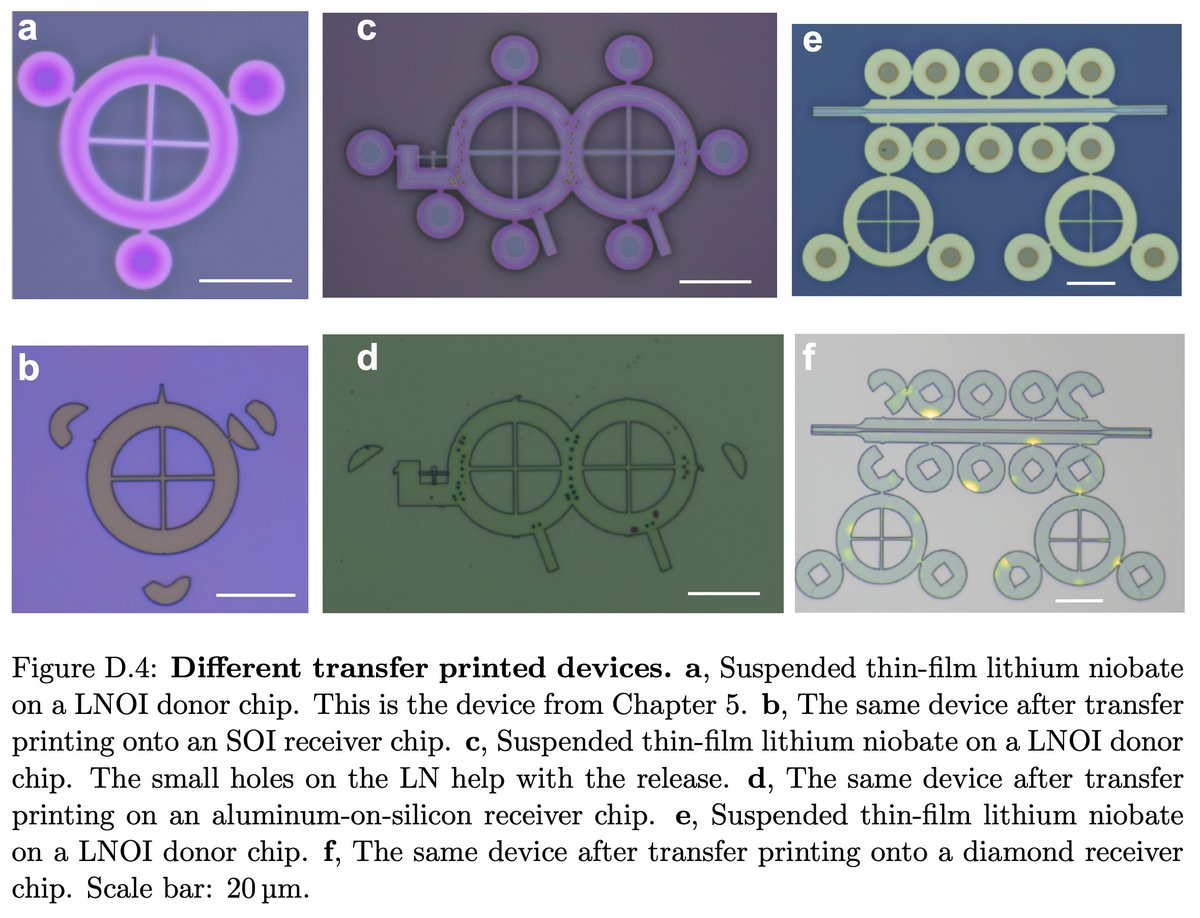 a
c
e
b
d
f
Figure D.4: Different transfer printed devices. a, Suspended thin-film lithium niobate
on a LNOI donor chip. This is the device from Chapter 5. b, The same device after transfer
printing onto an SOI receiver chip. c, Suspended thin-film lithium niobate on a LNOI donor
chip. The small holes on the LN help with the release. d, The same device after transfer
printing on an aluminum-on-silicon receiver chip. e, Suspended thin-film lithium niobate
on a LNOI donor chip. f, The same device after transfer printing onto a diamond receiver
chip. Scale bar: 20 µm.